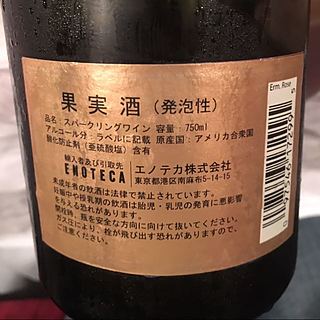 果実酒（発泡性）
品名：スパークリングワイン 容量：750ml
アルコール分：ラベルに記載 原産国：アメリカ合衆国
酸化防止剤（亜硫酸塩）含有
輸入者及び引取先
ENOTECA エノテカ株式会社
東京都港区南麻布5-14-15
未成年者の飲酒は法律で禁止されています。
妊娠中や授乳期の飲酒は胎児・乳児の発育に悪影響
を与える恐れがあります。
開栓時、瓶を安全な方向に向けて抜いてください。
ガス圧により、栓が飛び出す恐れがありますので
ご注意ください。
Erm. Rose